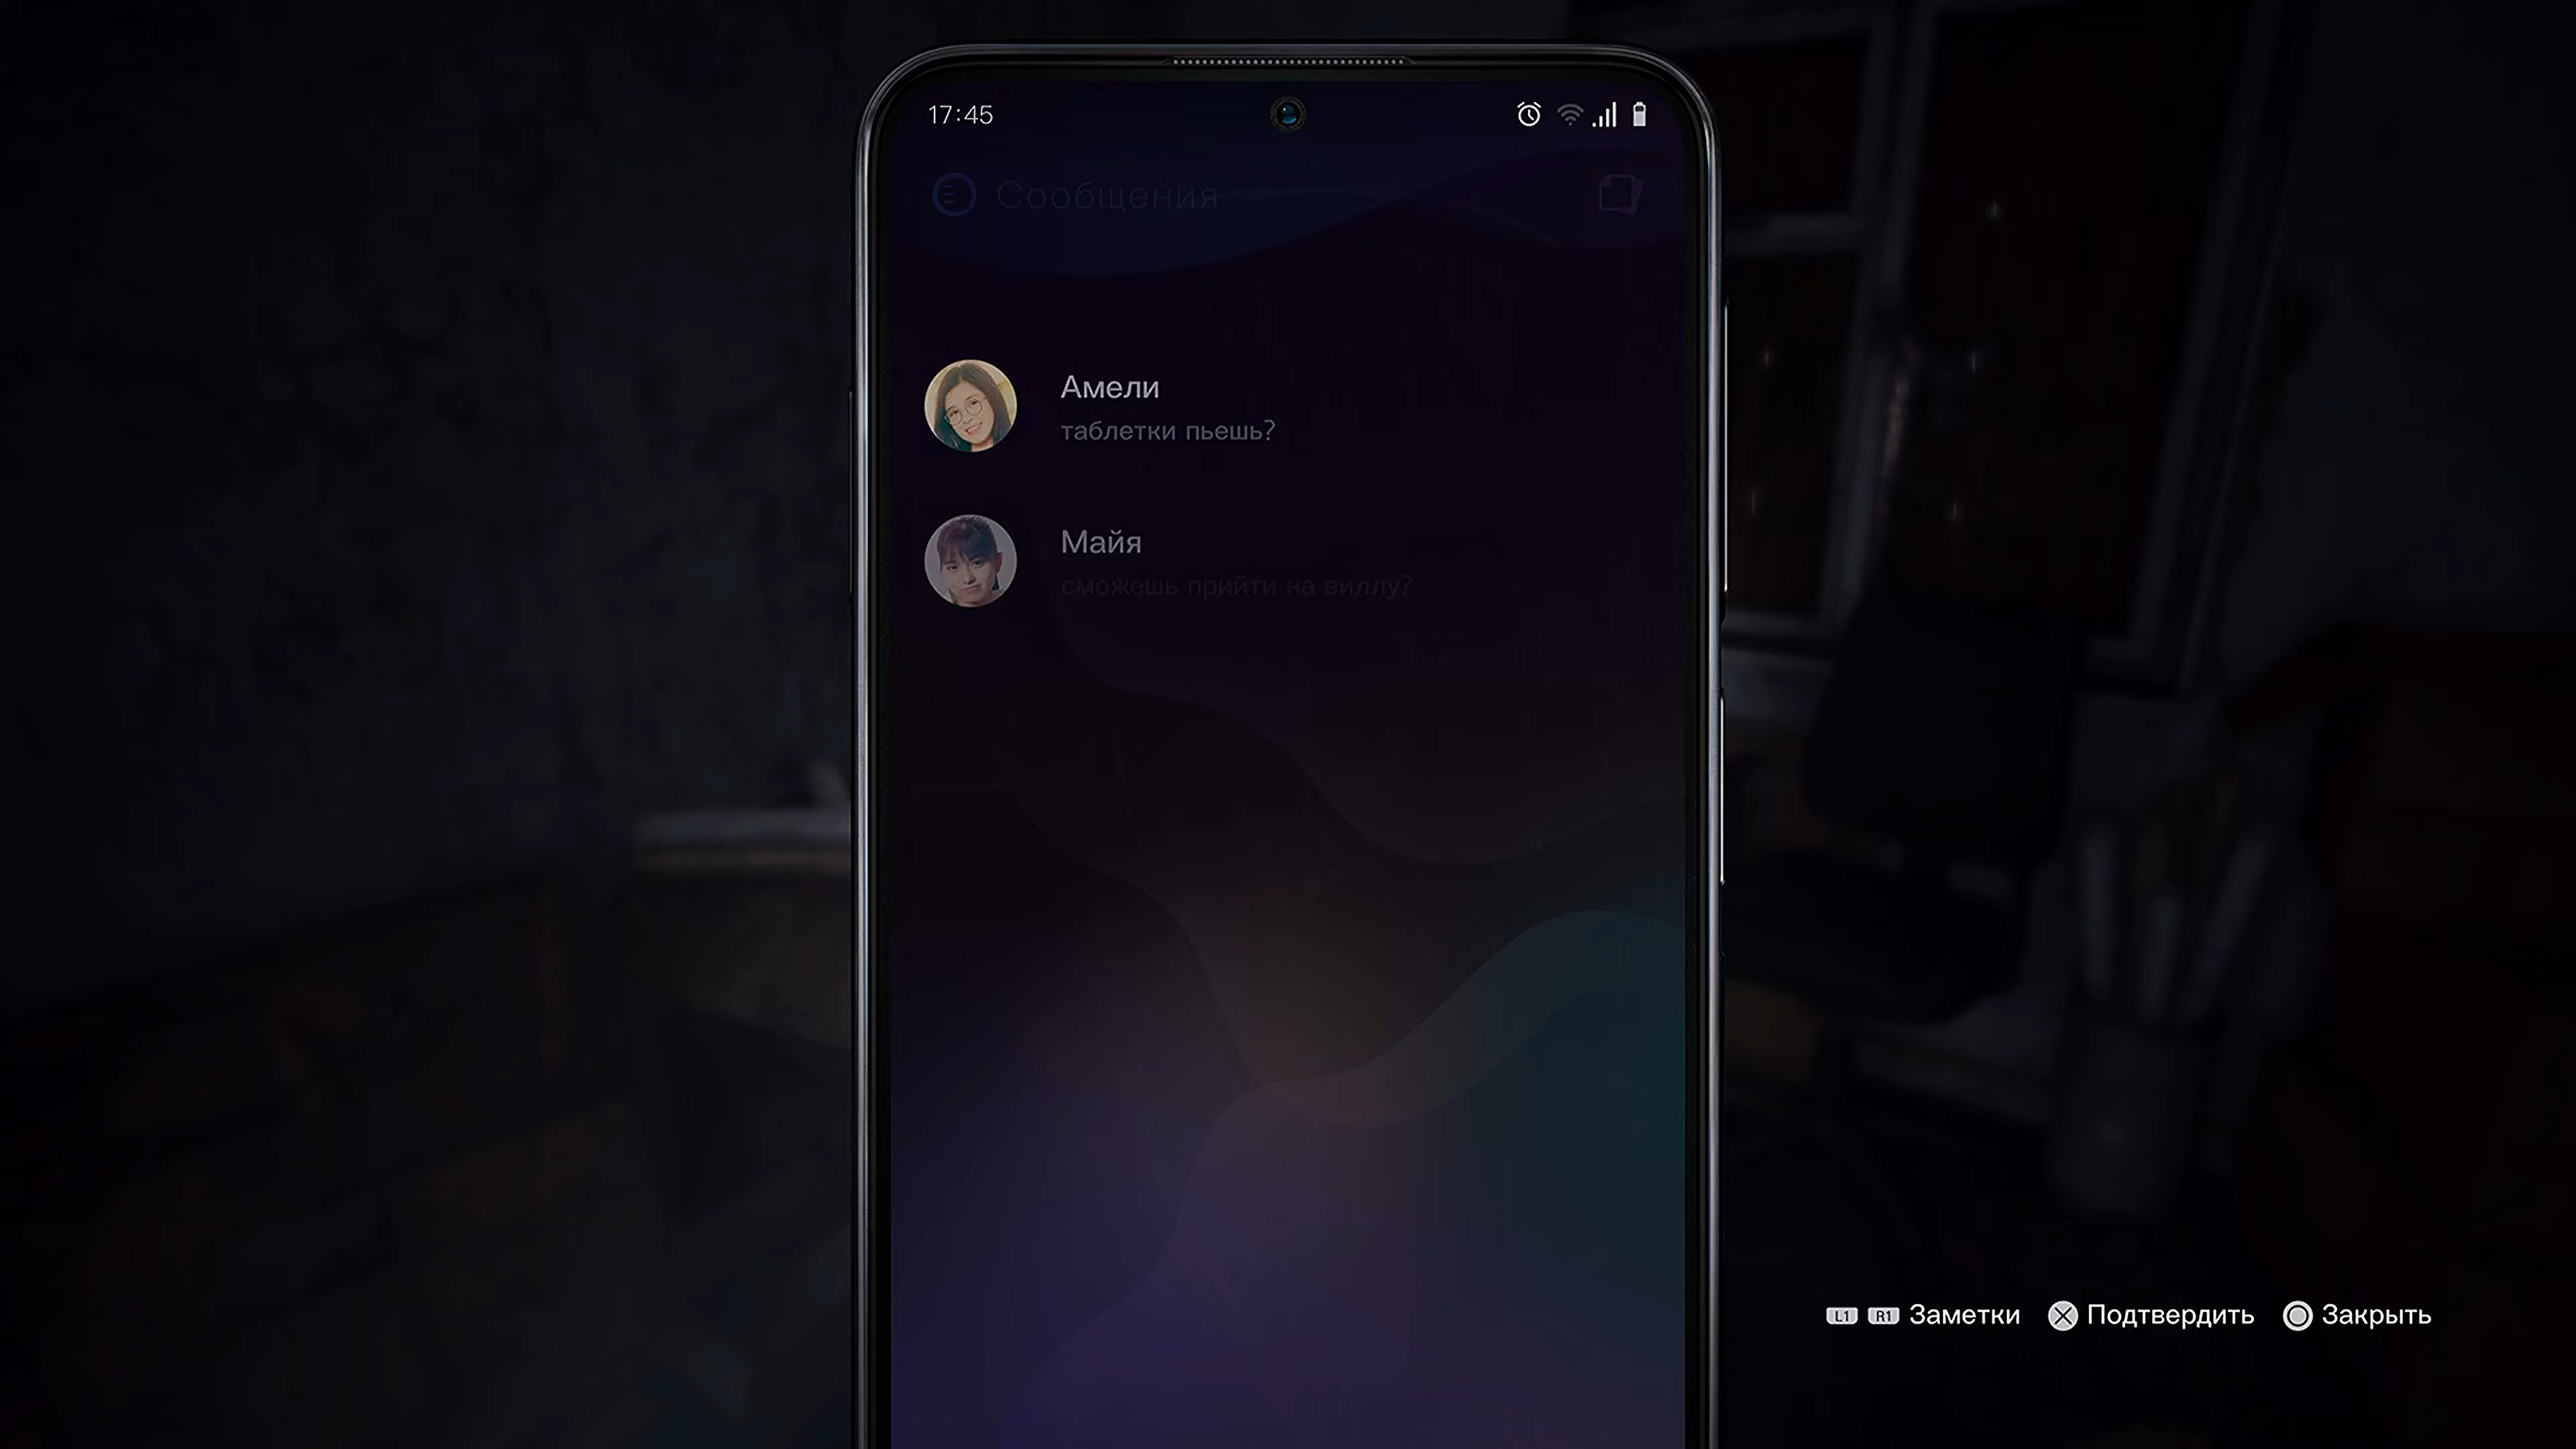 17:45
Сообщения
Амели
таблетки пьешь?
Майя
сможешь прийти на виллу?
L1 R1 Заметки Подтвердить Закрыть